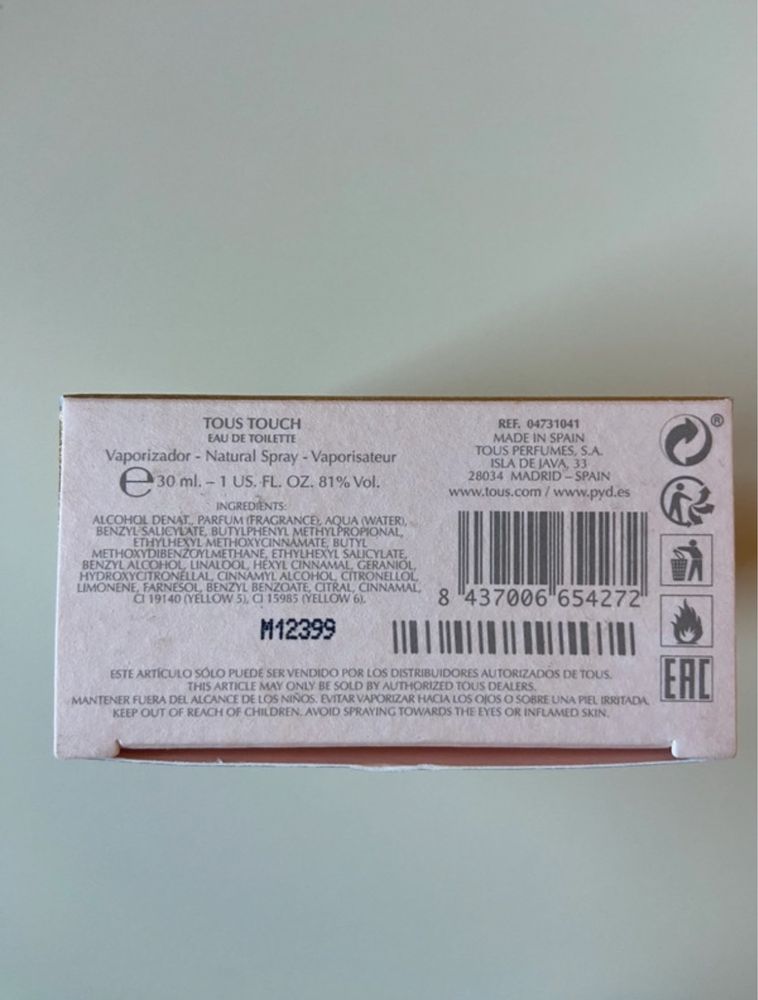 TOUS TOUCH
EAU DE TOILETTE
Vaporizador - Natural Spray - Vaporisateur
℮ 30 ml. – 1 US. FL. OZ. 81% Vol.
INGREDIENTS:
ALCOHOL DENAT., PARFUM (FRAGRANCE), AQUA (WATER),
BENZYL SALICYLATE, BUTYLPHENYL METHYLPROPIONAL,
ETHYLHEXYL METHOXYCINNAMATE, BUTYL
METHOXYDIBENZOYLMETHANE, ETHYLHEXYL SALICYLATE,
BENZYL ALCOHOL, LINALOOL, HEXYL CINNAMAL, GERANIOL,
HYDROXYCITRONELLAL, CINNAMYL ALCOHOL, CITRONELLOL,
LIMONENE, FARNESOL, BENZYL BENZOATE, CITRAL, CINNAMAL,
CI 19140 (YELLOW 5), CI 15985 (YELLOW 6).
M12399
REF. 04731041
MADE IN SPAIN
TOUS PERFUMES, S.A.
ISLA DE JAVA, 33
28034 MADRID – SPAIN
www.tous.com / www.pyd.es
8 437006 654272
®
EAC
ESTE ARTÍCULO SÓLO PUEDE SER VENDIDO POR LOS DISTRIBUIDORES AUTORIZADOS DE TOUS.
THIS ARTICLE MAY ONLY BE SOLD BY AUTHORIZED TOUS DEALERS.
MANTENER FUERA DEL ALCANCE DE LOS NIÑOS. EVITAR VAPORIZAR HACIA LOS OJOS O SOBRE UNA PIEL IRRITADA.
KEEP OUT OF REACH OF CHILDREN. AVOID SPRAYING TOWARDS THE EYES OR INFLAMED SKIN.